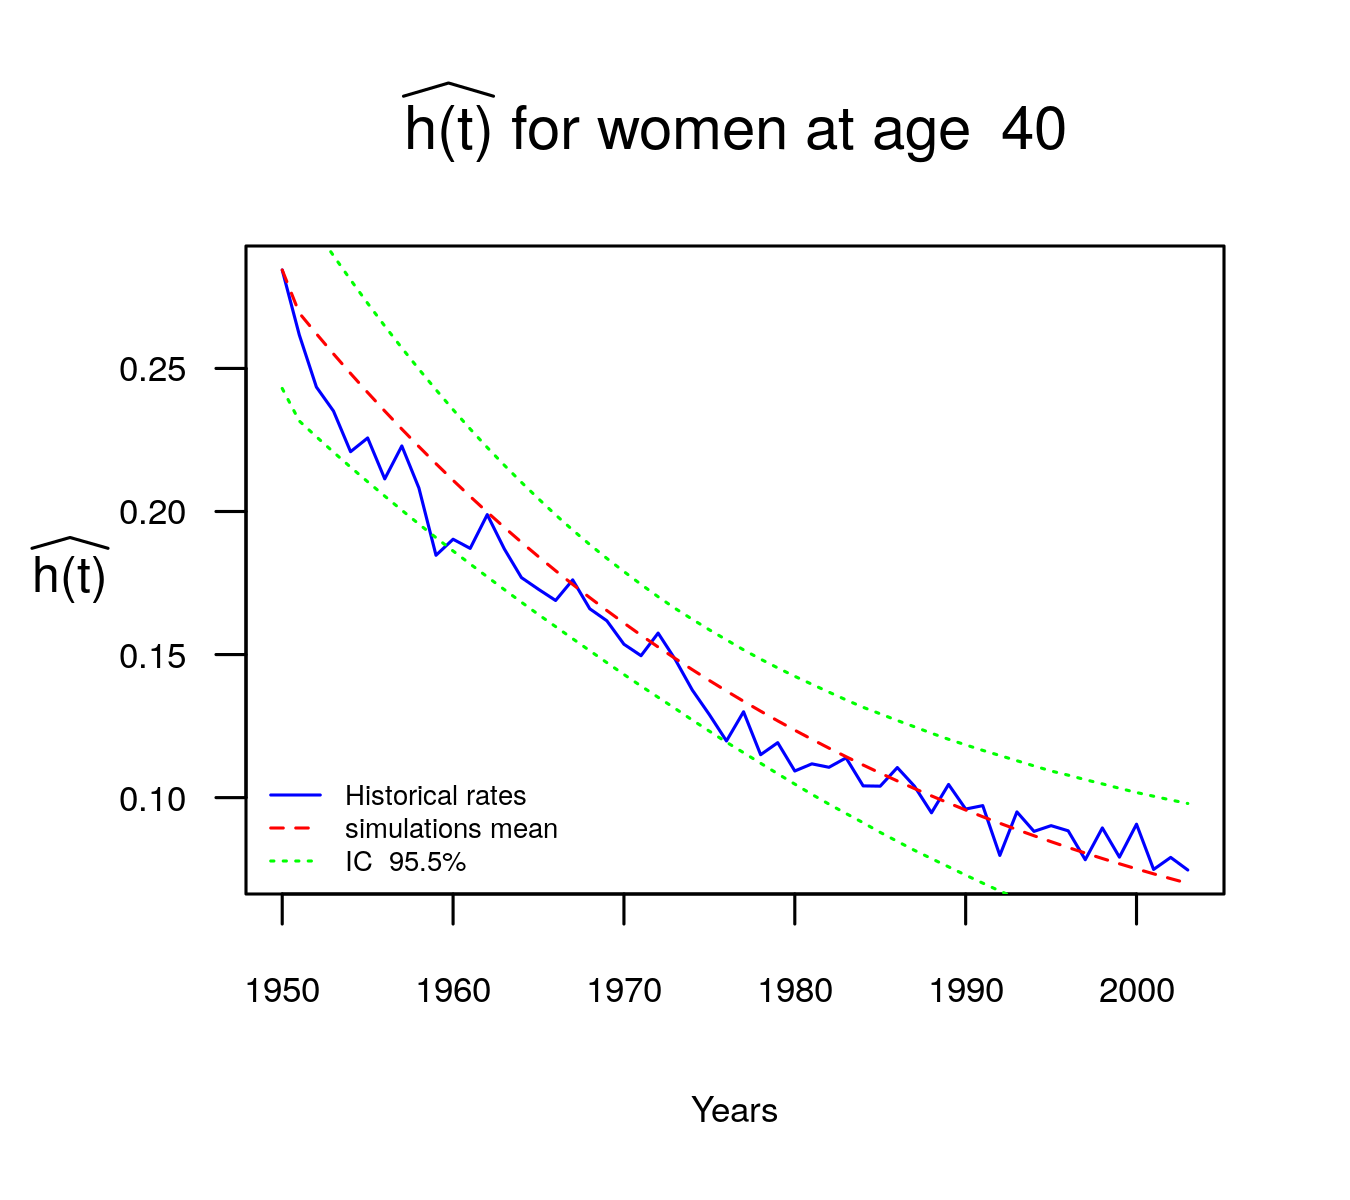 h(t) for women at age 40
0.25
0.20
0.15
0.10
h(t)
Historical rates
simulations mean
IC 95.5%
1950 1960 1970 1980 1990 2000
Years